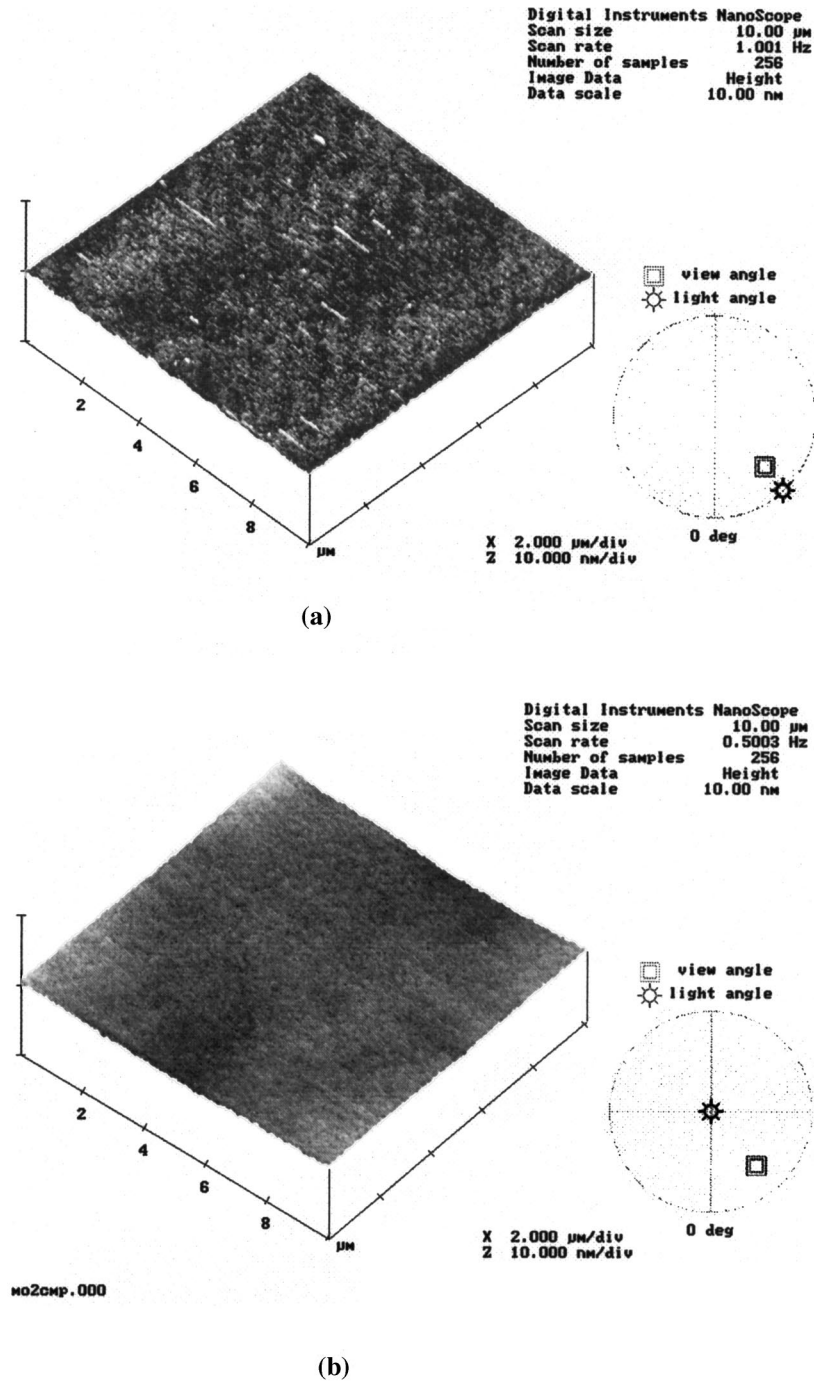 Digital Instruments NanoScope
Scan size 10.00 µm
Scan rate 1.001 Hz
Number of samples 256
Image Data Height
Data scale 10.00 nm
view angle
light angle
0 deg
2
4
6
8
µm
X 2.000 µm/div
Z 10.000 nm/div
(a)
Digital Instruments NanoScope
Scan size 10.00 µm
Scan rate 0.5003 Hz
Number of samples 256
Image Data Height
Data scale 10.00 nm
view angle
light angle
0 deg
2
4
6
8
µm
X 2.000 µm/div
Z 10.000 nm/div
mo2cmp.000
(b)